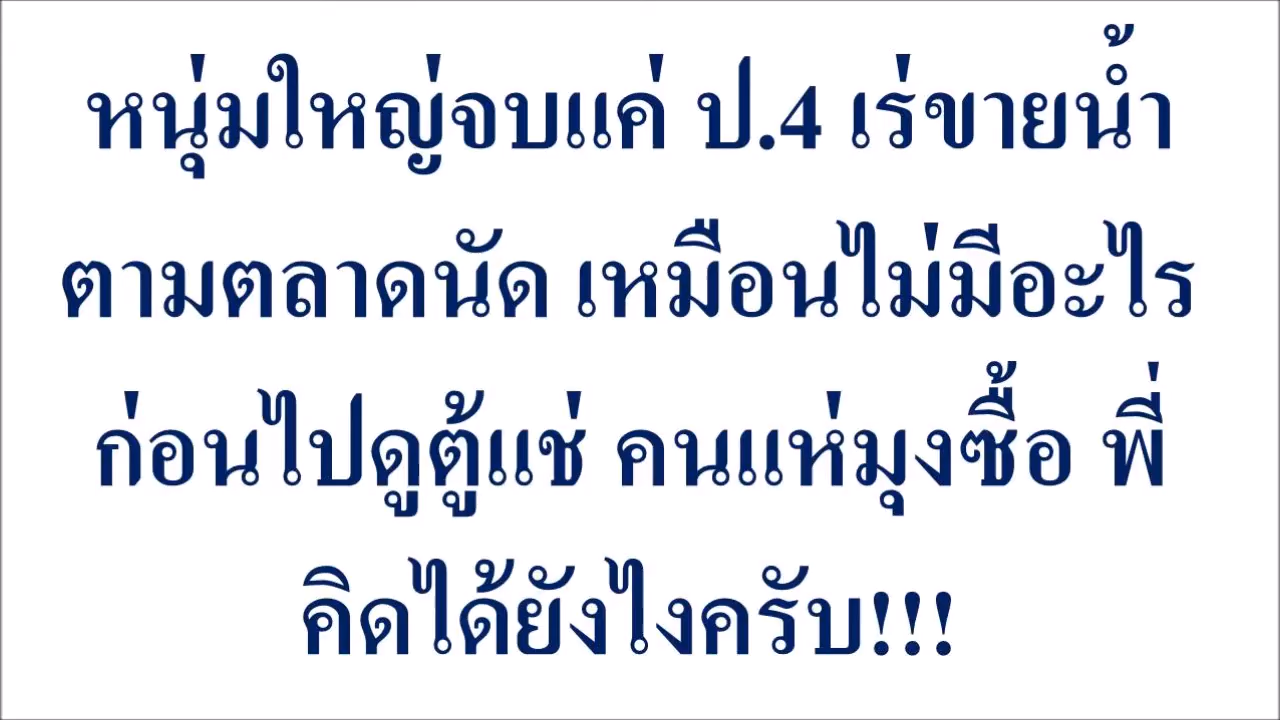 หนุ่มใหญ่จบแค่ ป.4 เร่ขายน้ำ
ตามตลาดนัด เหมือนไม่มีอะไร
ก่อนไปดูตู้แช่ คนแห่มุงซื้อ พี่
คิดได้ยังไงครับ!!!